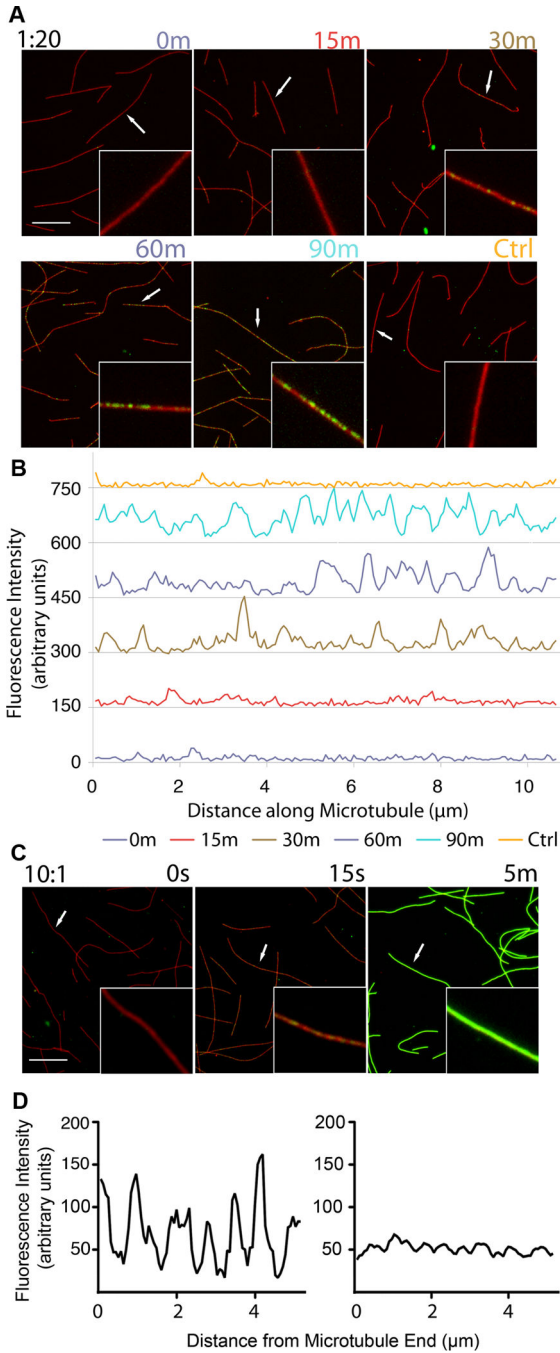 A
1:20
0m
15m
30m
60m
90m
Ctrl
B
Fluorescence Intensity
(arbitrary units)
750
600
450
300
150
0
0
2
4
6
8
10
Distance along Microtubule (µm)
0m
15m
30m
60m
90m
Ctrl
C
10:1
0s
15s
5m
D
Fluorescence Intensity
(arbitrary units)
200
150
100
50
0
2
4
200
150
100
50
0
2
4
Distance from Microtubule End (µm)